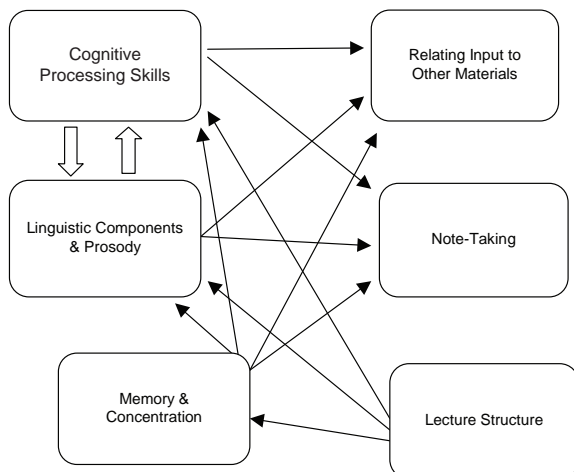 Cognitive
Processing Skills
Relating Input to
Other Materials
Linguistic Components
& Prosody
Note-Taking
Memory &
Concentration
Lecture Structure